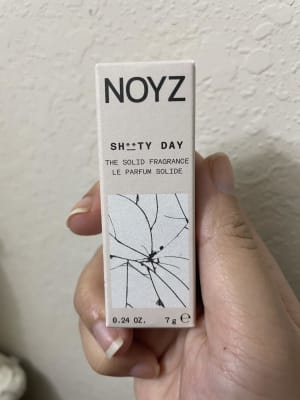 NOYZ
SH**TY DAY
THE SOLID FRAGRANCE
LE PARFUM SOLIDE
0.24 OZ. 7g ℮